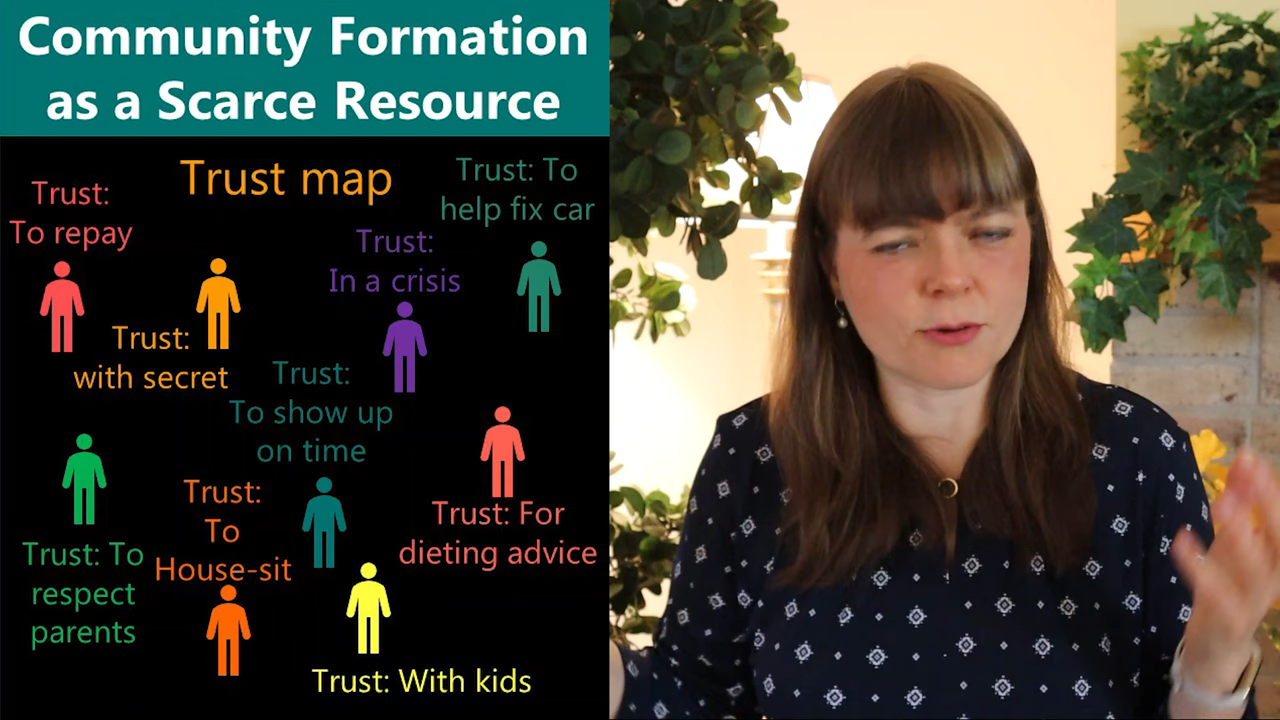 Community Formation
as a Scarce Resource
Trust map
Trust: To
help fix car
Trust:
To repay
Trust:
In a crisis
Trust:
with secret
Trust:
To show up
on time
Trust:
To
House-sit
Trust: For
dieting advice
Trust: To
respect
parents
Trust: With kids